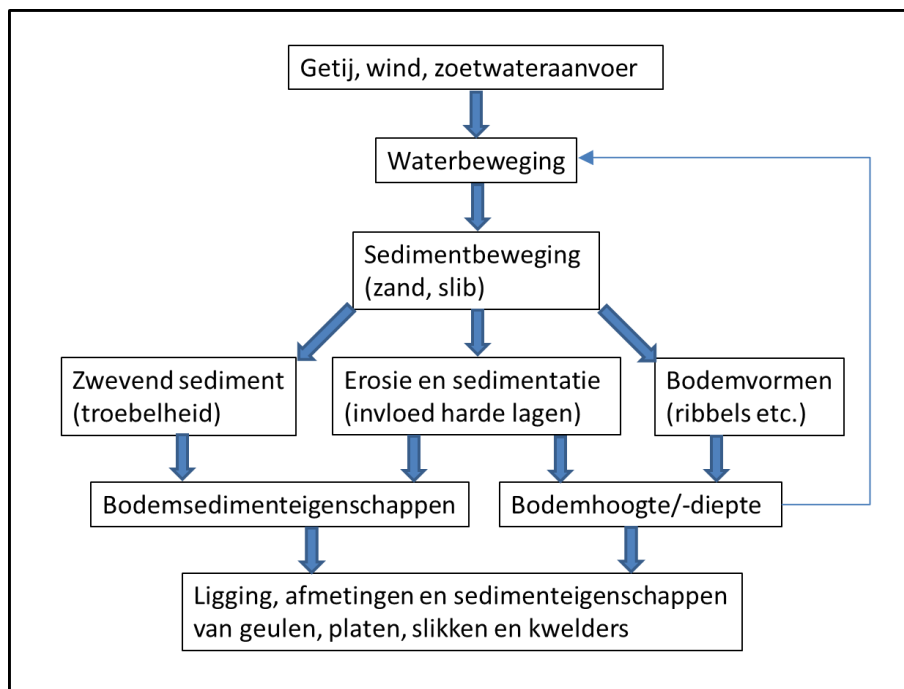 Getij, wind, zoetwateraanvoer
Waterbeweging
Sedimentbeweging
(zand, slib)
Zwevend sediment
(troebelheid)
Erosie en sedimentatie
(invloed harde lagen)
Bodemvormen
(ribbels etc.)
Bodemsedimenteigenschappen
Bodemhoogte/-diepte
Ligging, afmetingen en sedimenteigenschappen
van geulen, platen, slikken en kwelders